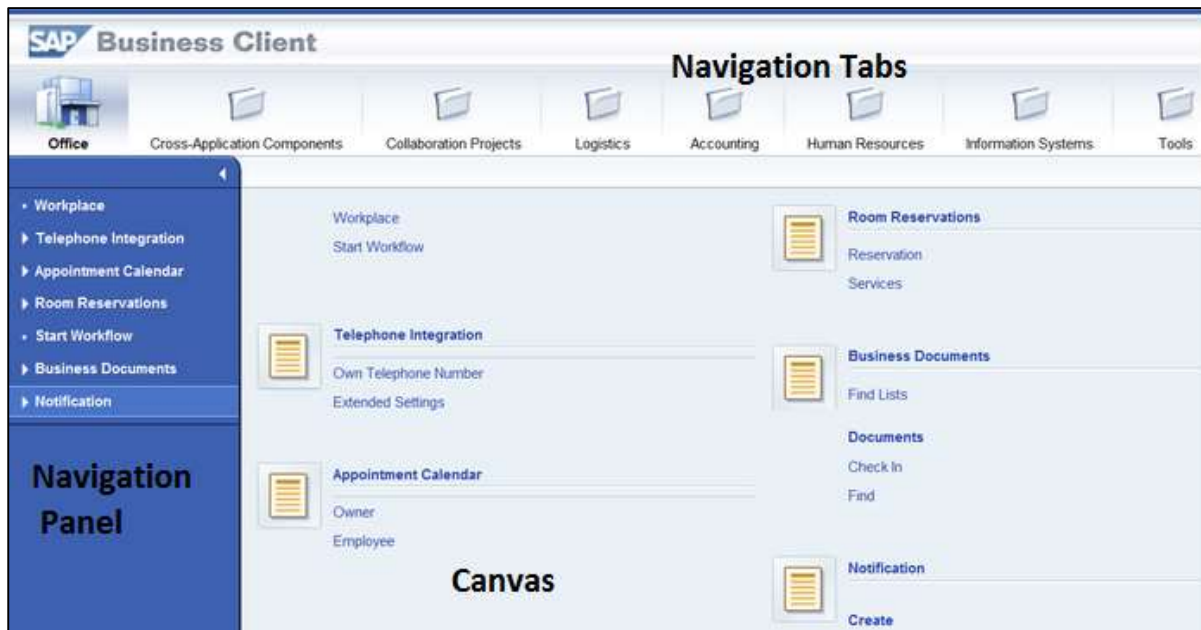 SAP Business Client
Navigation Tabs
Office
Cross-Application Components
Collaboration Projects
Logistics
Accounting
Human Resources
Information Systems
Tools
Workplace
Telephone Integration
Appointment Calendar
Room Reservations
Start Workflow
Business Documents
Notification
Navigation
Panel
Workplace
Start Workflow
Telephone Integration
Own Telephone Number
Extended Settings
Appointment Calendar
Owner
Employee
Canvas
Room Reservations
Reservation
Services
Business Documents
Find Lists
Documents
Check In
Find
Notification
Create